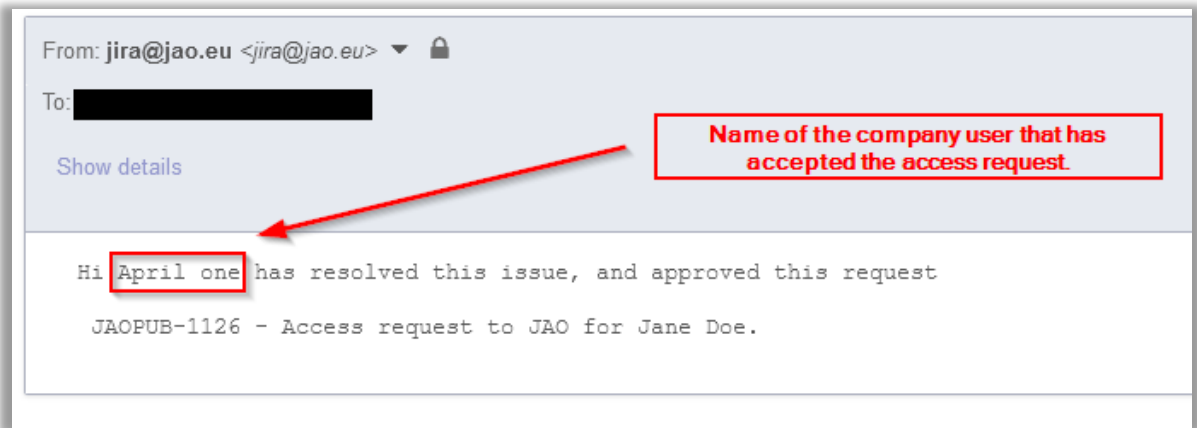 From: jira@jao.eu <jira@jao.eu>
To:
Name of the company user that has
accepted the access request.
Show details
Hi April one has resolved this issue, and approved this request
JAOPUB-1126 - Access request to JAO for Jane Doe.